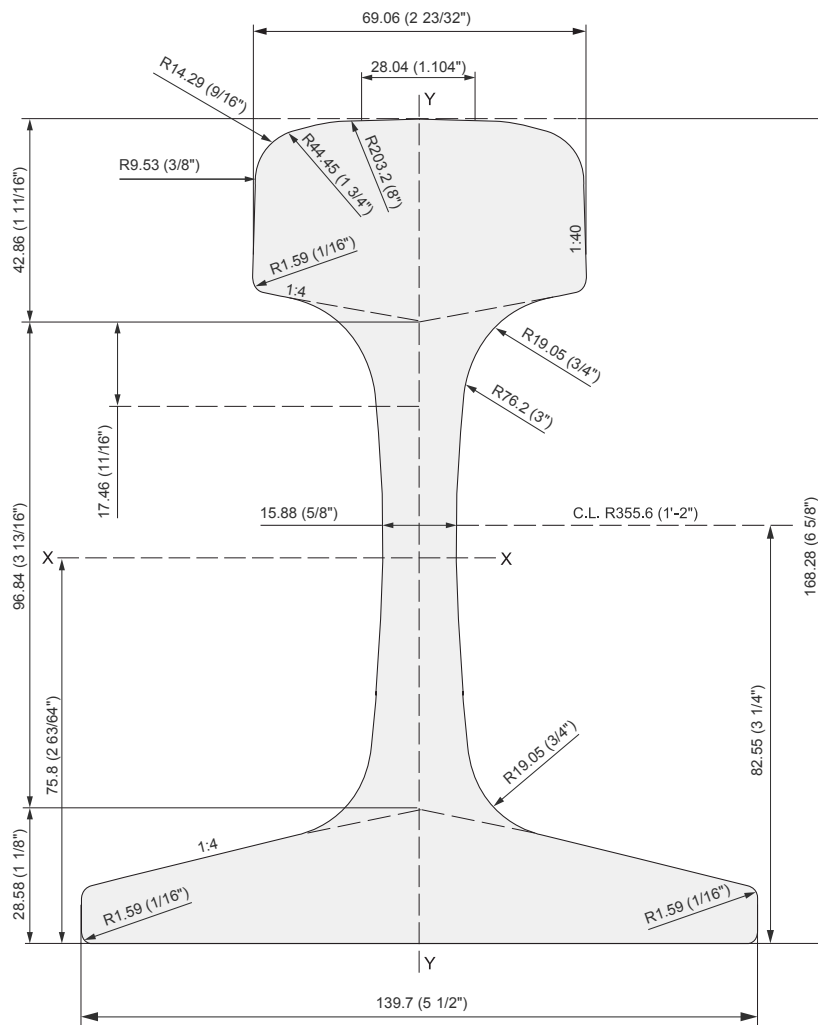 69.06 (2 23/32")
28.04 (1.104")
Y
R14.29 (9/16")
R44.45 (1 3/4")
R203.2 (8")
R9.53 (3/8")
42.86 (1 11/16")
1:40
R1.59 (1/16")
1:4
R19.05 (3/4")
R76.2 (3")
17.46 (11/16")
15.88 (5/8")
C.L. R355.6 (1'-2")
168.28 (6 5/8")
X
X
96.84 (3 13/16")
75.8 (2 63/64")
82.55 (3 1/4")
R19.05 (3/4")
1:4
28.58 (1 1/8")
R1.59 (1/16")
R1.59 (1/16")
Y
139.7 (5 1/2")